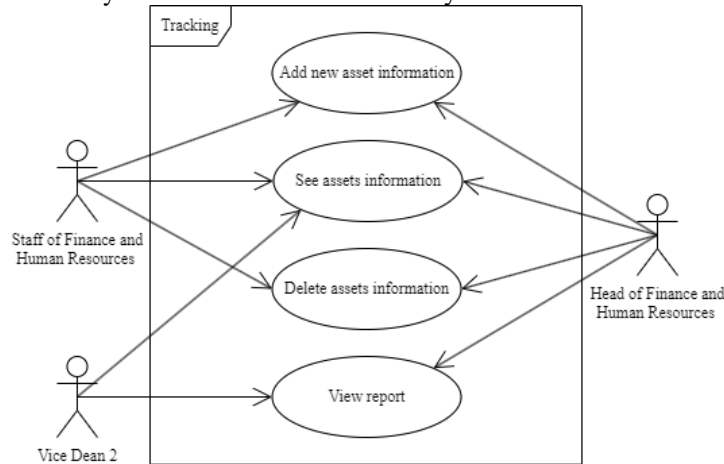 Tracking
Add new asset information
See assets information
Staff of Finance and
Human Resources
Delete assets information
Head of Finance and
Human Resources
View report
Vice Dean 2